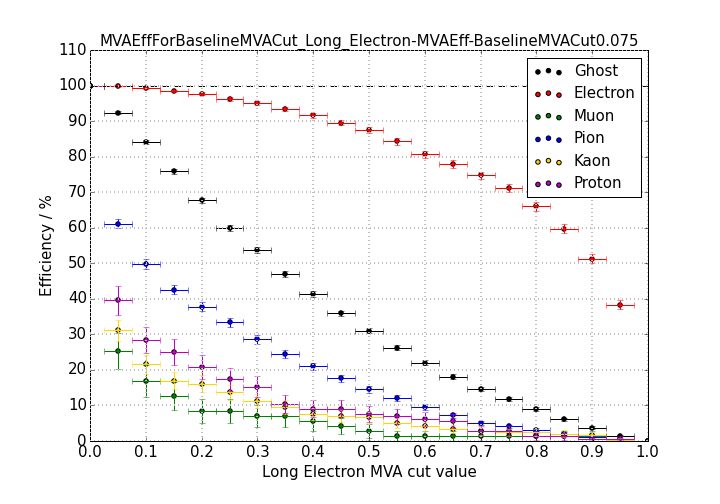 MVAEffForBaselineMVACut_Long_Electron-MVAEff-BaselineMVACut0.075
110
100
90
80
70
60
50
40
30
20
10
0
Efficiency / %
Ghost
Electron
Muon
Pion
Kaon
Proton
0.0 0.1 0.2 0.3 0.4 0.5 0.6 0.7 0.8 0.9 1.0
Long Electron MVA cut value